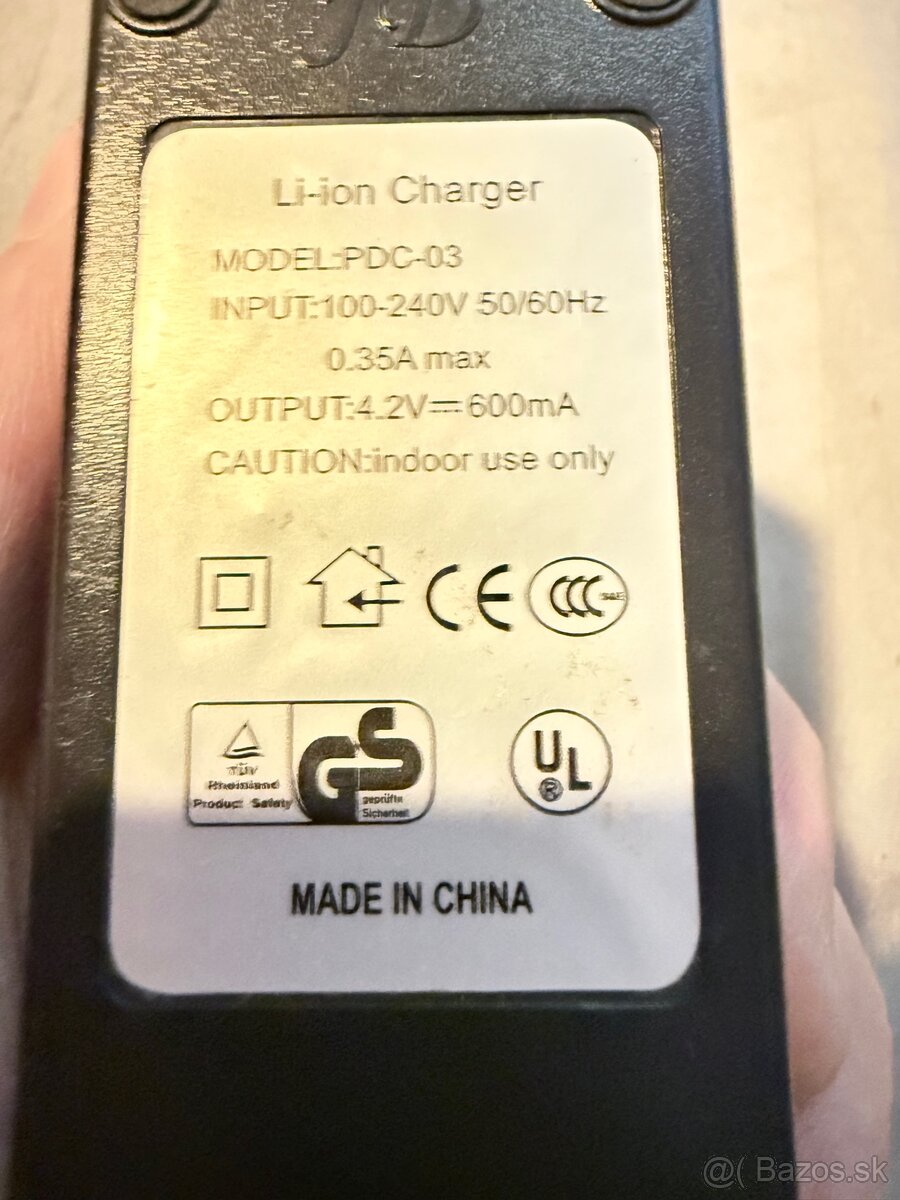 Li-ion Charger
MODEL:PDC-03
INPUT:100-240V 50/60Hz
0.35A max
OUTPUT:4.2V⎓600mA
CAUTION:indoor use only
CE CCC S&E
TÜV
Rheinland
Product Safety
GS
geprüfte
Sicherheit
UL
®
MADE IN CHINA
@( Bazos.sk